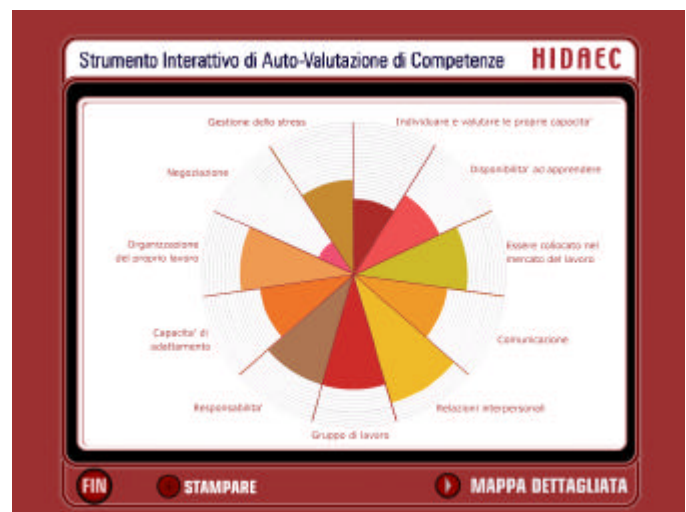 Strumento Interattivo di Auto-Valutazione di Competenze HIDAEC
Gestione dello stress
Individuare e valutare le proprie capacita'
Negoziazione
Disponibilita' ad apprendere
Organizzazione
del proprio lavoro
Essere collocato nel
mercato del lavoro
Capacita' di
adattamento
Comunicazione
Responsabilita'
Relazioni interpersonali
Gruppo di lavoro
FIN
STAMPARE
MAPPA DETTAGLIATA